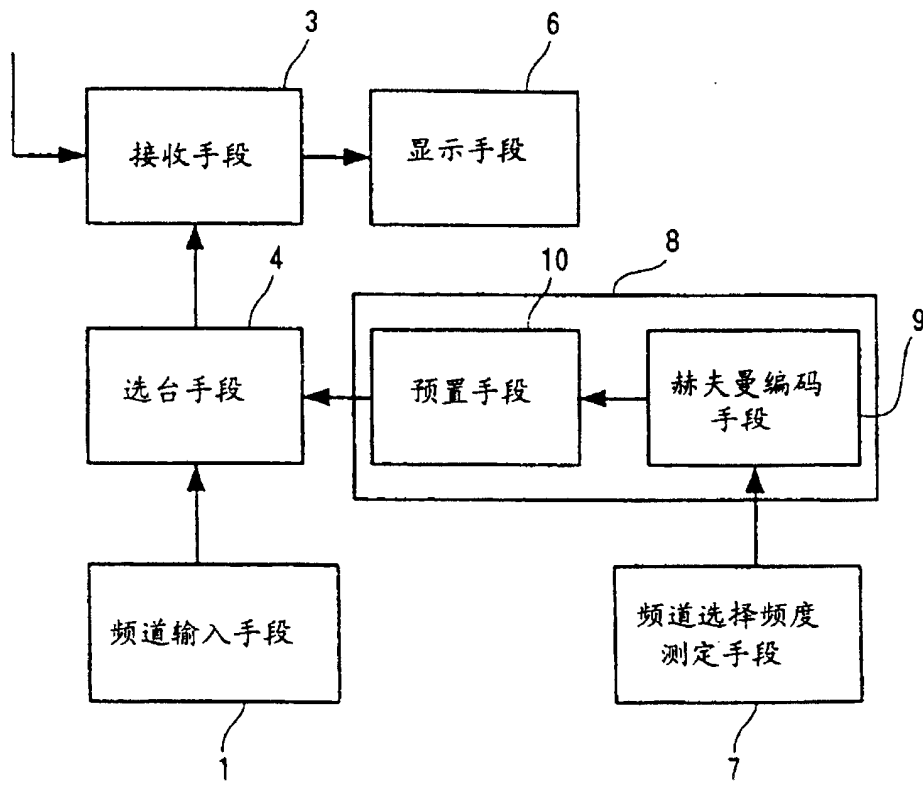 3
6
接收手段
显示手段
4
10
8
9
选台手段
预置手段
赫夫曼编码
手段
频道输入手段
频道选择频度
测定手段
1
7